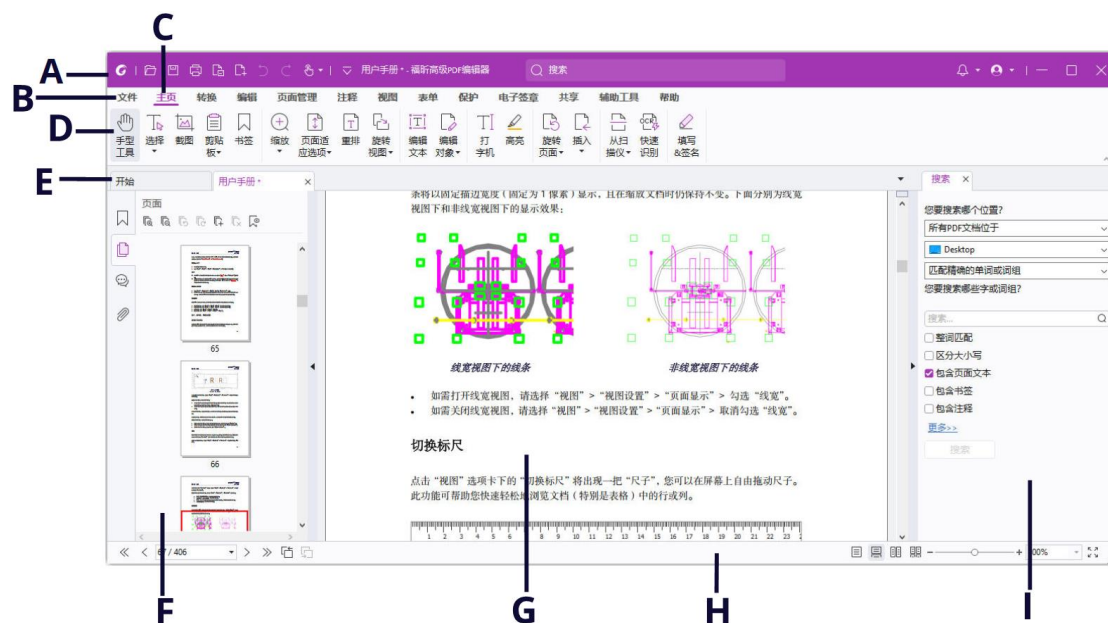 C
A
用户手册 * - 福昕高级PDF编辑器
搜索
B
文件 主页 转换 编辑 页面管理 注释 视图 表单 保护 电子签章 共享 辅助工具 帮助
D
手型工具 选择 截图 剪贴板 书签 缩放 页面适应选项 重排 旋转视图 编辑文本 编辑对象 打字机 高亮 旋转页面 插入 从扫描仪 快速识别 填写&签名
E
开始
用户手册 *
搜索
页面
65
66
条将以固定描边宽度（固定为 1 像素）显示，且在缩放文档时仍保持不变。下面分别为线宽
视图下和非线宽视图下的显示效果：
线宽视图下的线条
非线宽视图下的线条
• 如需打开线宽视图，请选择 “视图” > “视图设置” > “页面显示” > 勾选 “线宽”。
• 如需关闭线宽视图，请选择 “视图” > “视图设置” > “页面显示” > 取消勾选 “线宽”。
切换标尺
点击 “视图” 选项卡下的 “切换标尺” 将出现一把 “尺子”，您可以在屏幕上自由拖动尺子。
此功能可帮助您快速轻松地浏览文档（特别是表格）中的行或列。
1 2 3 4 5 6 8 9 10 11 12 13 14 15 16 17 18 19 20 21 22 23
您要搜索哪个位置?
所有PDF文档位于
Desktop
匹配精确的单词或词组
您要搜索哪些字或词组?
搜索...
整词匹配
区分大小写
包含页面文本
包含书签
包含注释
更多>>
搜索
67 / 406
F
G
H
I